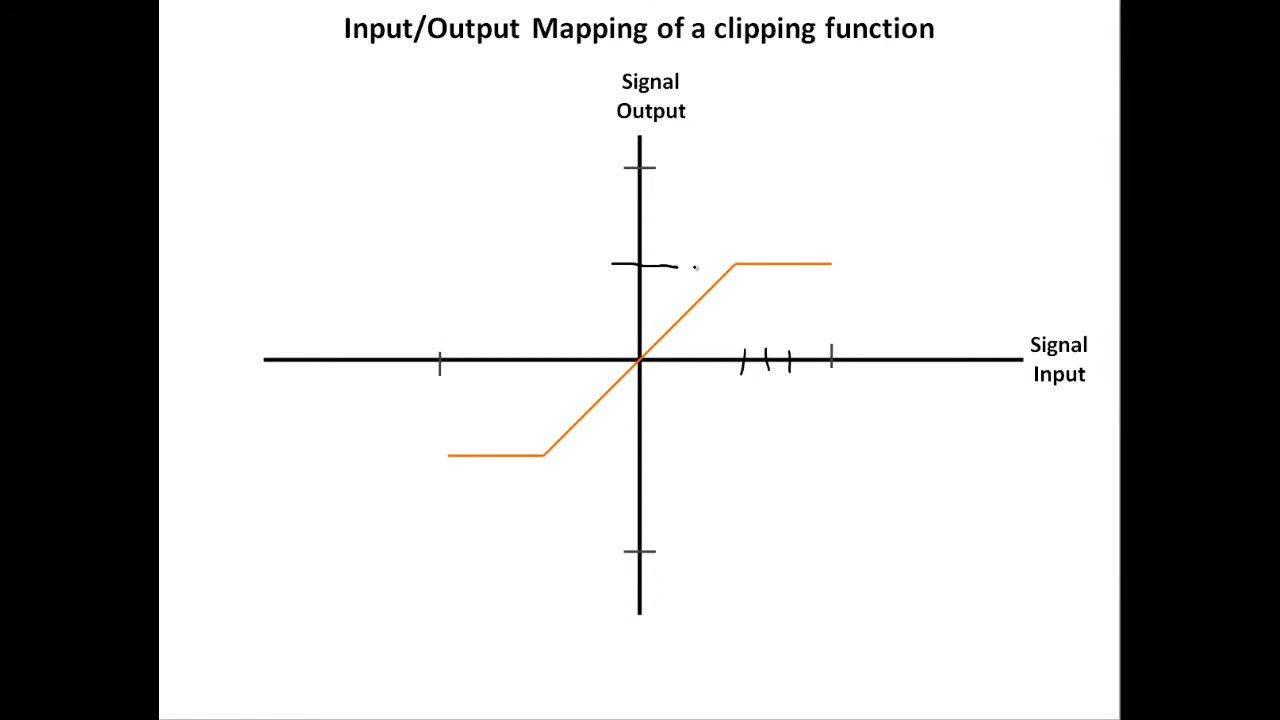 Input/Output Mapping of a clipping function
Signal
Output
Signal
Input